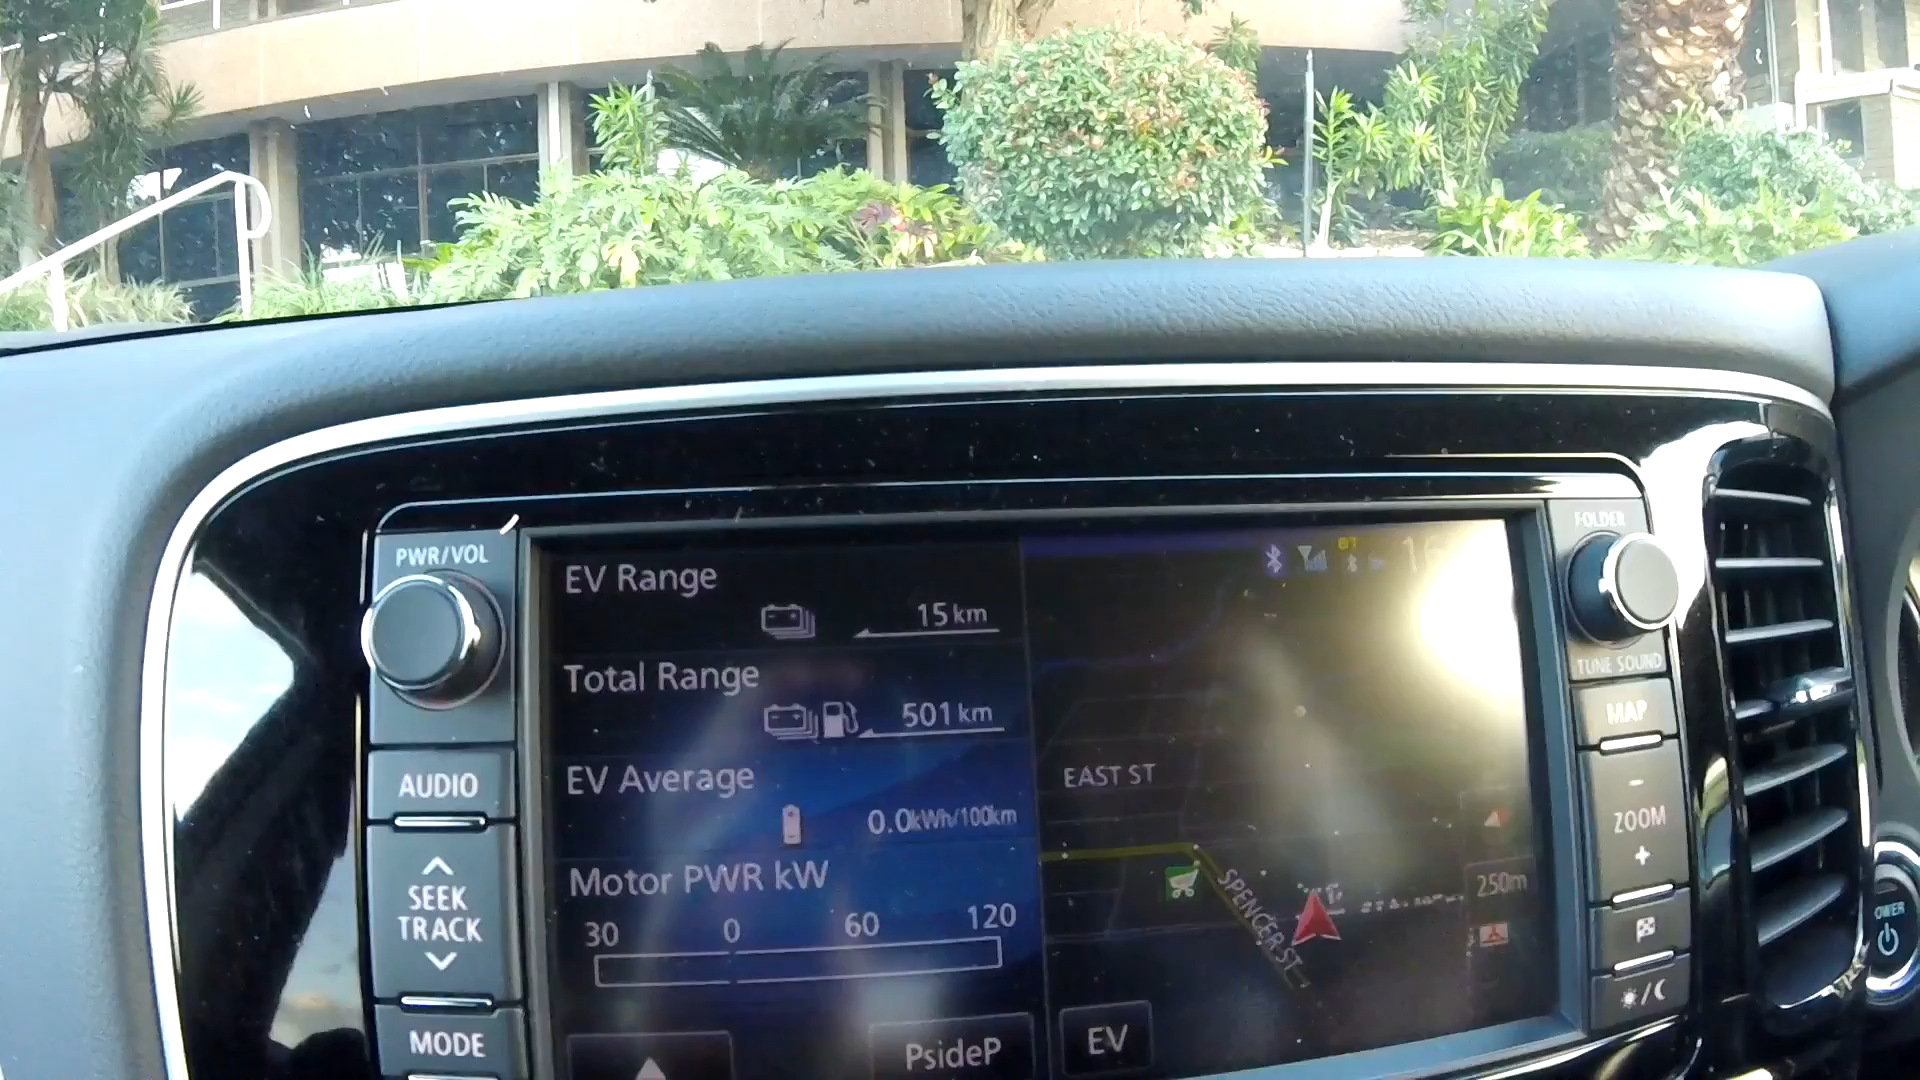 PWR/VOL
AUDIO
SEEK
TRACK
MODE
EV Range
15 km
Total Range
501 km
EV Average
0.0kWh/100km
Motor PWR kW
30 0 60 120
PsideP
EV
EAST ST
SPENCER ST
250m
FOLDER
TUNE SOUND
MAP
-
ZOOM
+
POWER